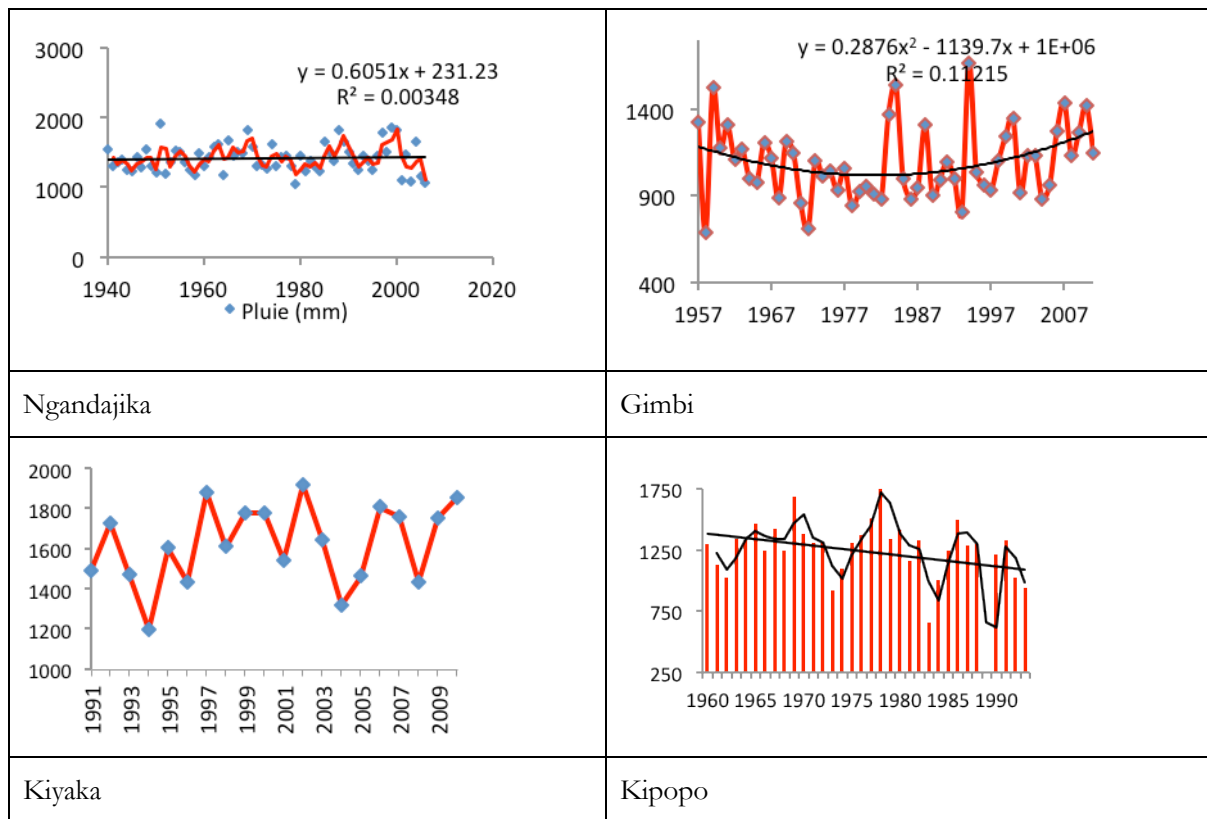 3000
2000
1000
0
1940 1960 1980 2000 2020
y = 0.6051x + 231.23
R² = 0.00348
Pluie (mm)
y = 0.2876x² - 1139.7x + 1E+06
R² = 0.11215
1400
900
400
1957 1967 1977 1987 1997 2007
Ngandajika
Gimbi
2000
1800
1600
1400
1200
1000
1991 1993 1995 1997 1999 2001 2003 2005 2007 2009
1750
1250
750
250
1960 1965 1970 1975 1980 1985 1990
Kiyaka
Kipopo